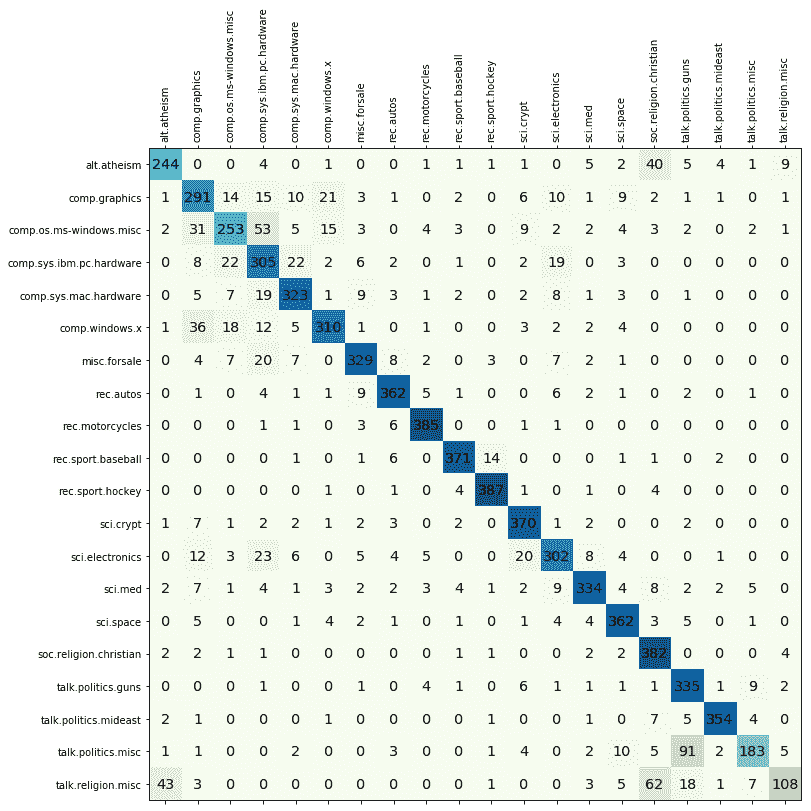 alt.atheism comp.graphics comp.os.ms-windows.misc comp.sys.ibm.pc.hardware comp.sys.mac.hardware comp.windows.x misc.forsale rec.autos rec.motorcycles rec.sport.baseball rec.sport.hockey sci.crypt sci.electronics sci.med sci.space soc.religion.christian talk.politics.guns talk.politics.mideast talk.politics.misc talk.religion.misc
alt.atheism 244 0 0 4 0 1 0 0 1 1 1 1 0 5 2 40 5 4 1 9
comp.graphics 1 291 14 15 10 21 3 1 0 2 0 6 10 1 9 2 1 1 0 1
comp.os.ms-windows.misc 2 31 253 53 5 15 3 0 4 3 0 9 2 2 4 3 2 0 2 1
comp.sys.ibm.pc.hardware 0 8 22 305 22 2 6 2 0 1 0 2 19 0 3 0 0 0 0 0
comp.sys.mac.hardware 0 5 7 19 323 1 9 3 1 2 0 2 8 1 3 0 1 0 0 0
comp.windows.x 1 36 18 12 5 310 1 0 1 0 0 3 2 2 4 0 0 0 0 0
misc.forsale 0 4 7 20 7 0 329 8 2 0 3 0 7 2 1 0 0 0 0 0
rec.autos 0 1 0 4 1 1 9 362 5 1 0 0 6 2 1 0 2 0 1 0
rec.motorcycles 0 0 0 1 1 0 3 6 385 0 0 1 1 0 0 0 0 0 0 0
rec.sport.baseball 0 0 0 0 1 0 1 6 0 371 14 0 0 0 1 1 0 2 0 0
rec.sport.hockey 0 0 0 0 0 1 0 1 0 4 387 1 0 1 0 4 0 0 0 0
sci.crypt 1 7 1 2 2 1 2 3 0 2 0 370 1 2 0 0 2 0 0 0
sci.electronics 0 12 3 23 6 0 5 4 5 0 0 20 302 8 4 0 0 1 0 0
sci.med 2 7 1 4 1 3 2 2 3 4 1 2 9 334 4 8 2 2 5 0
sci.space 0 5 0 0 1 4 2 1 0 1 0 1 4 4 362 3 5 0 1 0
soc.religion.christian 2 2 1 1 0 0 0 0 0 1 1 0 0 2 2 382 0 0 0 4
talk.politics.guns 0 0 0 1 0 0 1 0 4 1 0 6 1 1 1 1 335 1 9 2
talk.politics.mideast 2 1 0 0 0 1 0 0 0 0 1 0 0 1 0 7 5 354 4 0
talk.politics.misc 1 1 0 0 2 0 0 3 0 0 1 4 0 2 10 5 91 2 183 5
talk.religion.misc 43 3 0 0 0 0 0 0 0 1 0 0 0 3 5 62 18 1 7 108